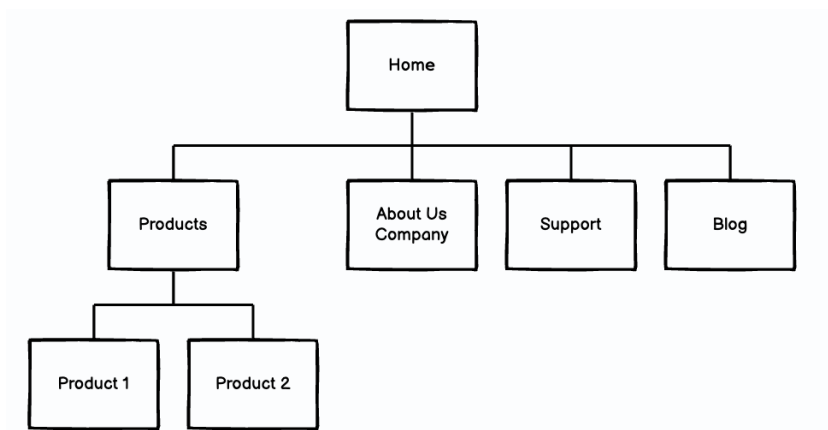 Home
Products
About Us
Company
Support
Blog
Product 1
Product 2